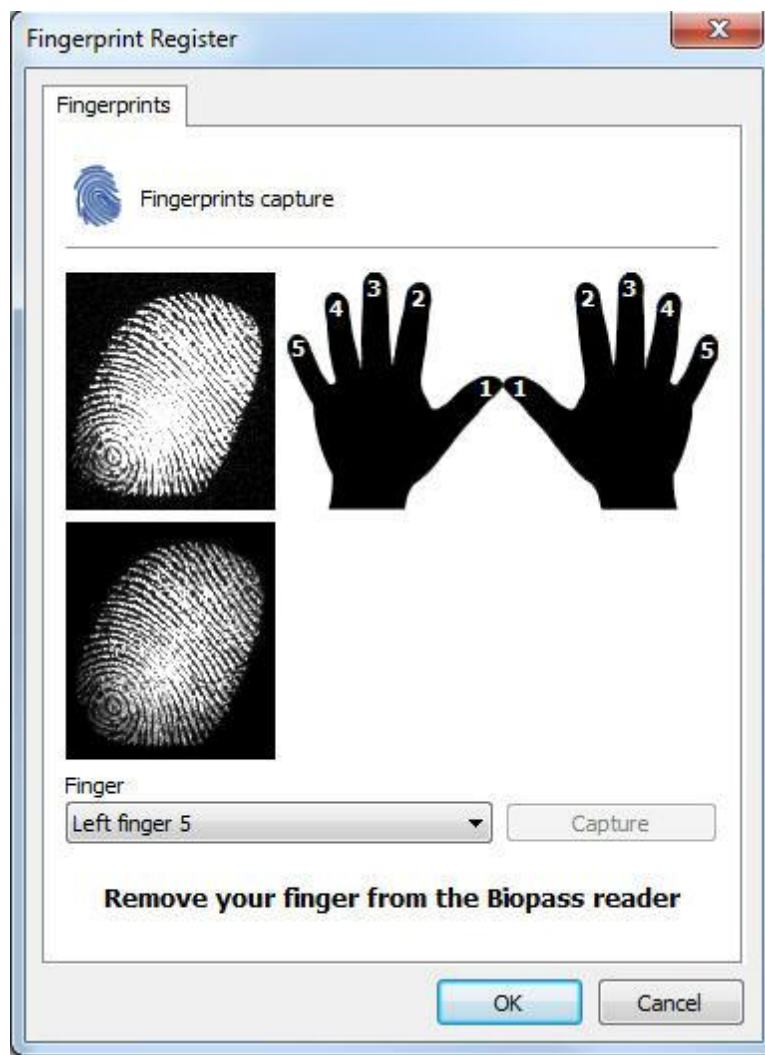 Fingerprint Register
Fingerprints
Fingerprints capture
5 4 3 2 1 1 2 3 4 5
Finger
Left finger 5
Capture
Remove your finger from the Biopass reader
OK
Cancel